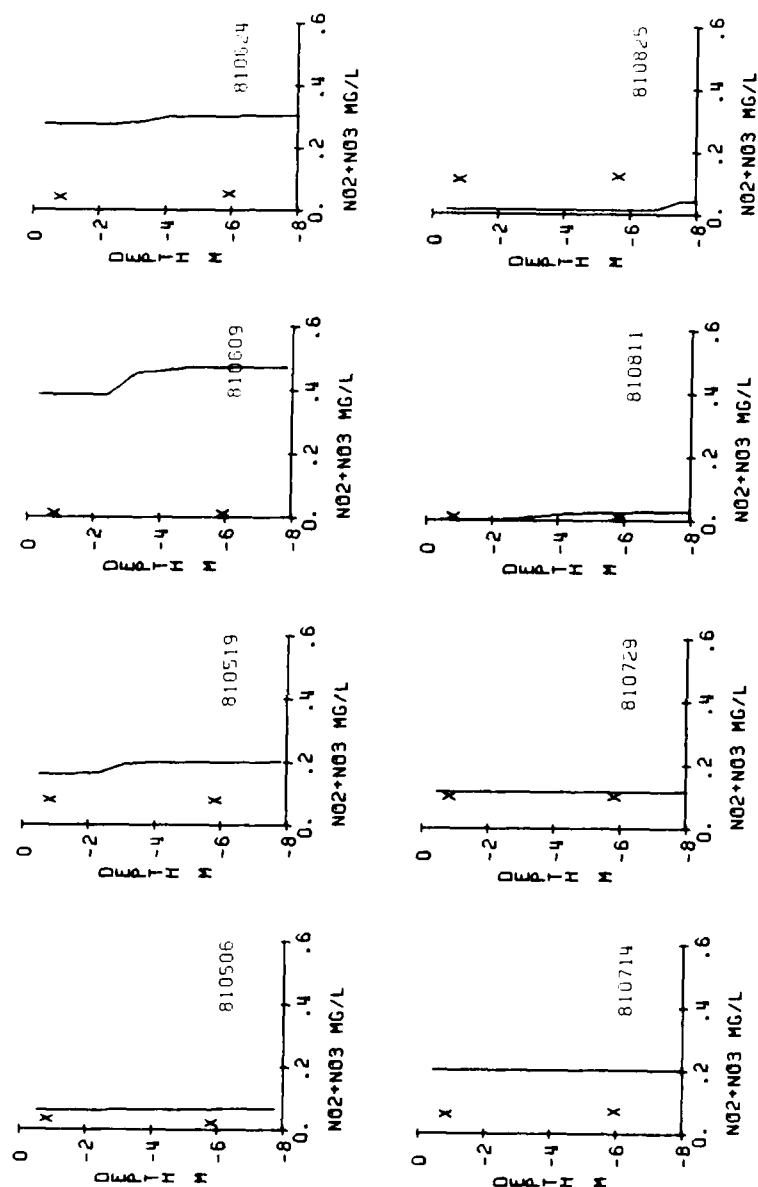 0
-2
-4
-6
-8
DEPTH M
0. .2 .4 .6
NO2+NO3 MG/L
810506
0
-2
-4
-6
-8
DEPTH M
0. .2 .4 .6
NO2+NO3 MG/L
810519
0
-2
-4
-6
-8
DEPTH M
0. .2 .4 .6
NO2+NO3 MG/L
810609
0
-2
-4
-6
-8
DEPTH M
0. .2 .4 .6
NO2+NO3 MG/L
810624
0
-2
-4
-6
-8
DEPTH M
0. .2 .4 .6
NO2+NO3 MG/L
810714
0
-2
-4
-6
-8
DEPTH M
0. .2 .4 .6
NO2+NO3 MG/L
810729
0
-2
-4
-6
-8
DEPTH M
0. .2 .4 .6
NO2+NO3 MG/L
810811
0
-2
-4
-6
-8
DEPTH M
0. .2 .4 .6
NO2+NO3 MG/L
810825